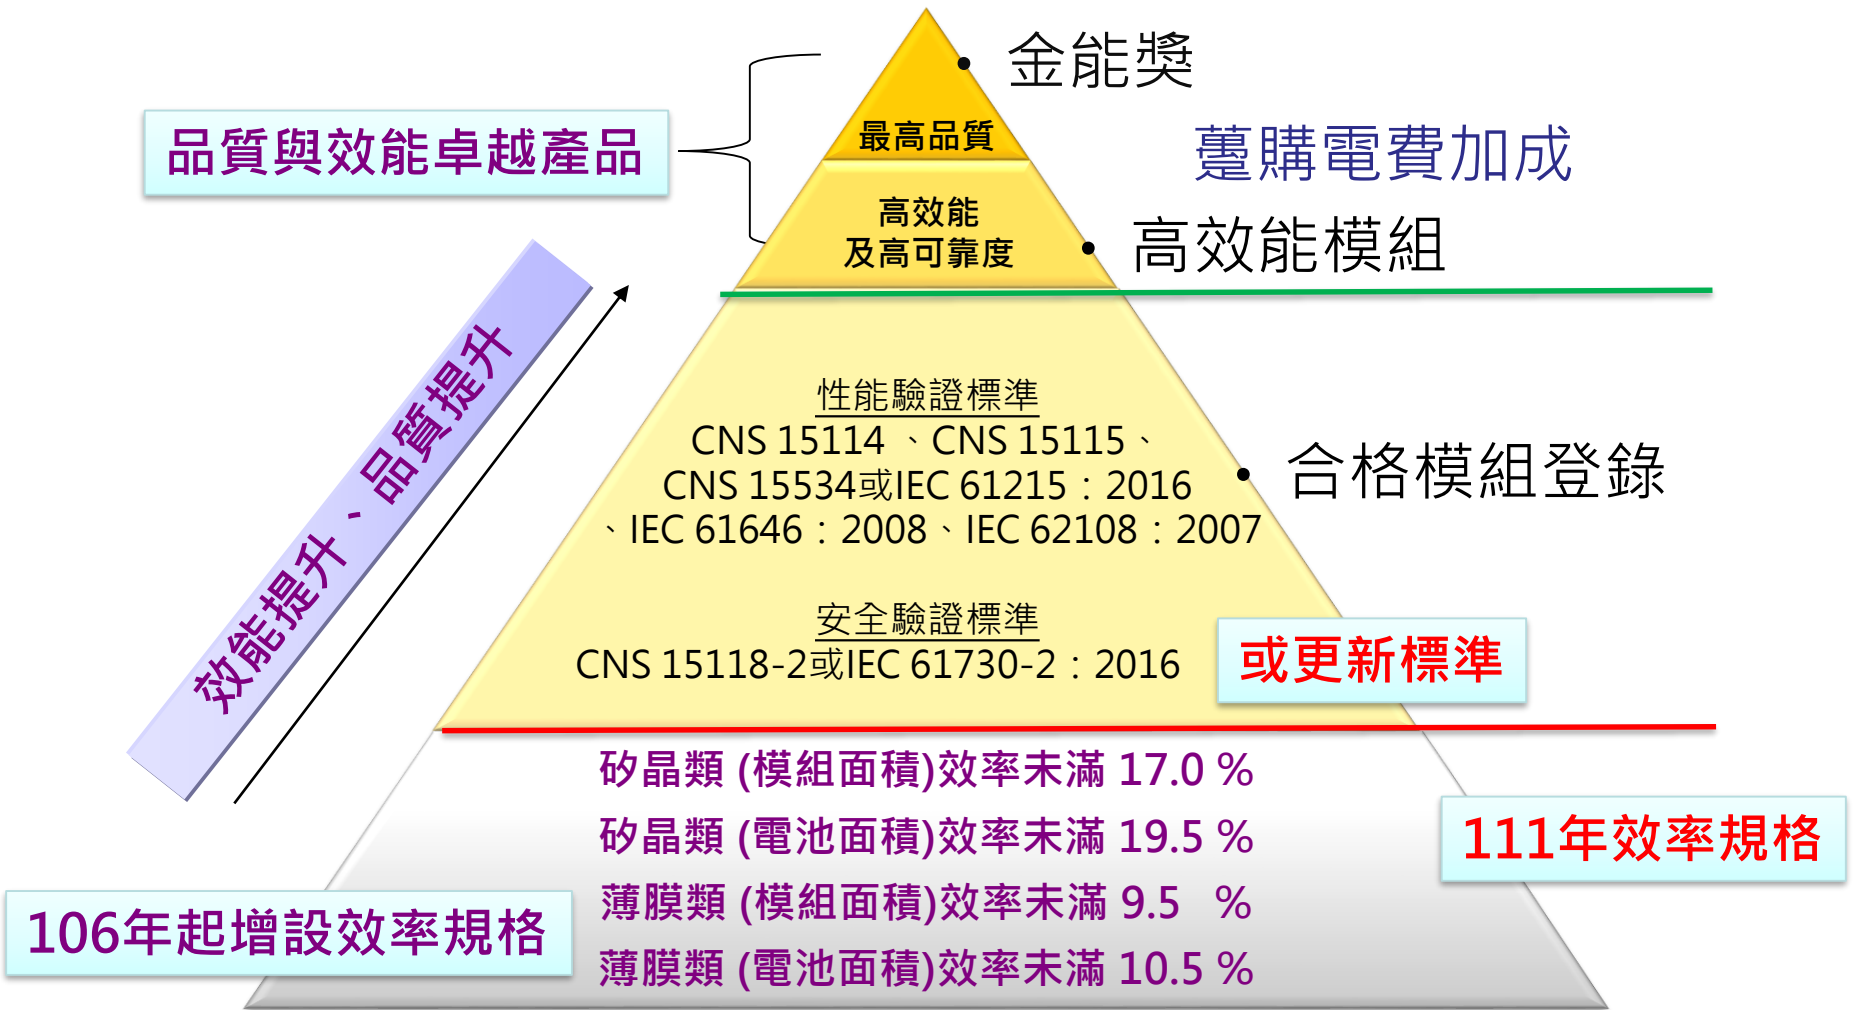 金能獎
品質與效能卓越產品
最高品質
躉購電費加成
高效能
及高可靠度
高效能模組
效能提升、品質提升
性能驗證標準
CNS 15114 、CNS 15115、
CNS 15534或IEC 61215：2016
、IEC 61646：2008、IEC 62108：2007
合格模組登錄
安全驗證標準
CNS 15118-2或IEC 61730-2：2016
或更新標準
矽晶類 (模組面積)效率未滿 17.0 %
矽晶類 (電池面積)效率未滿 19.5 %
111年效率規格
薄膜類 (模組面積)效率未滿 9.5 %
106年起增設效率規格
薄膜類 (電池面積)效率未滿 10.5 %